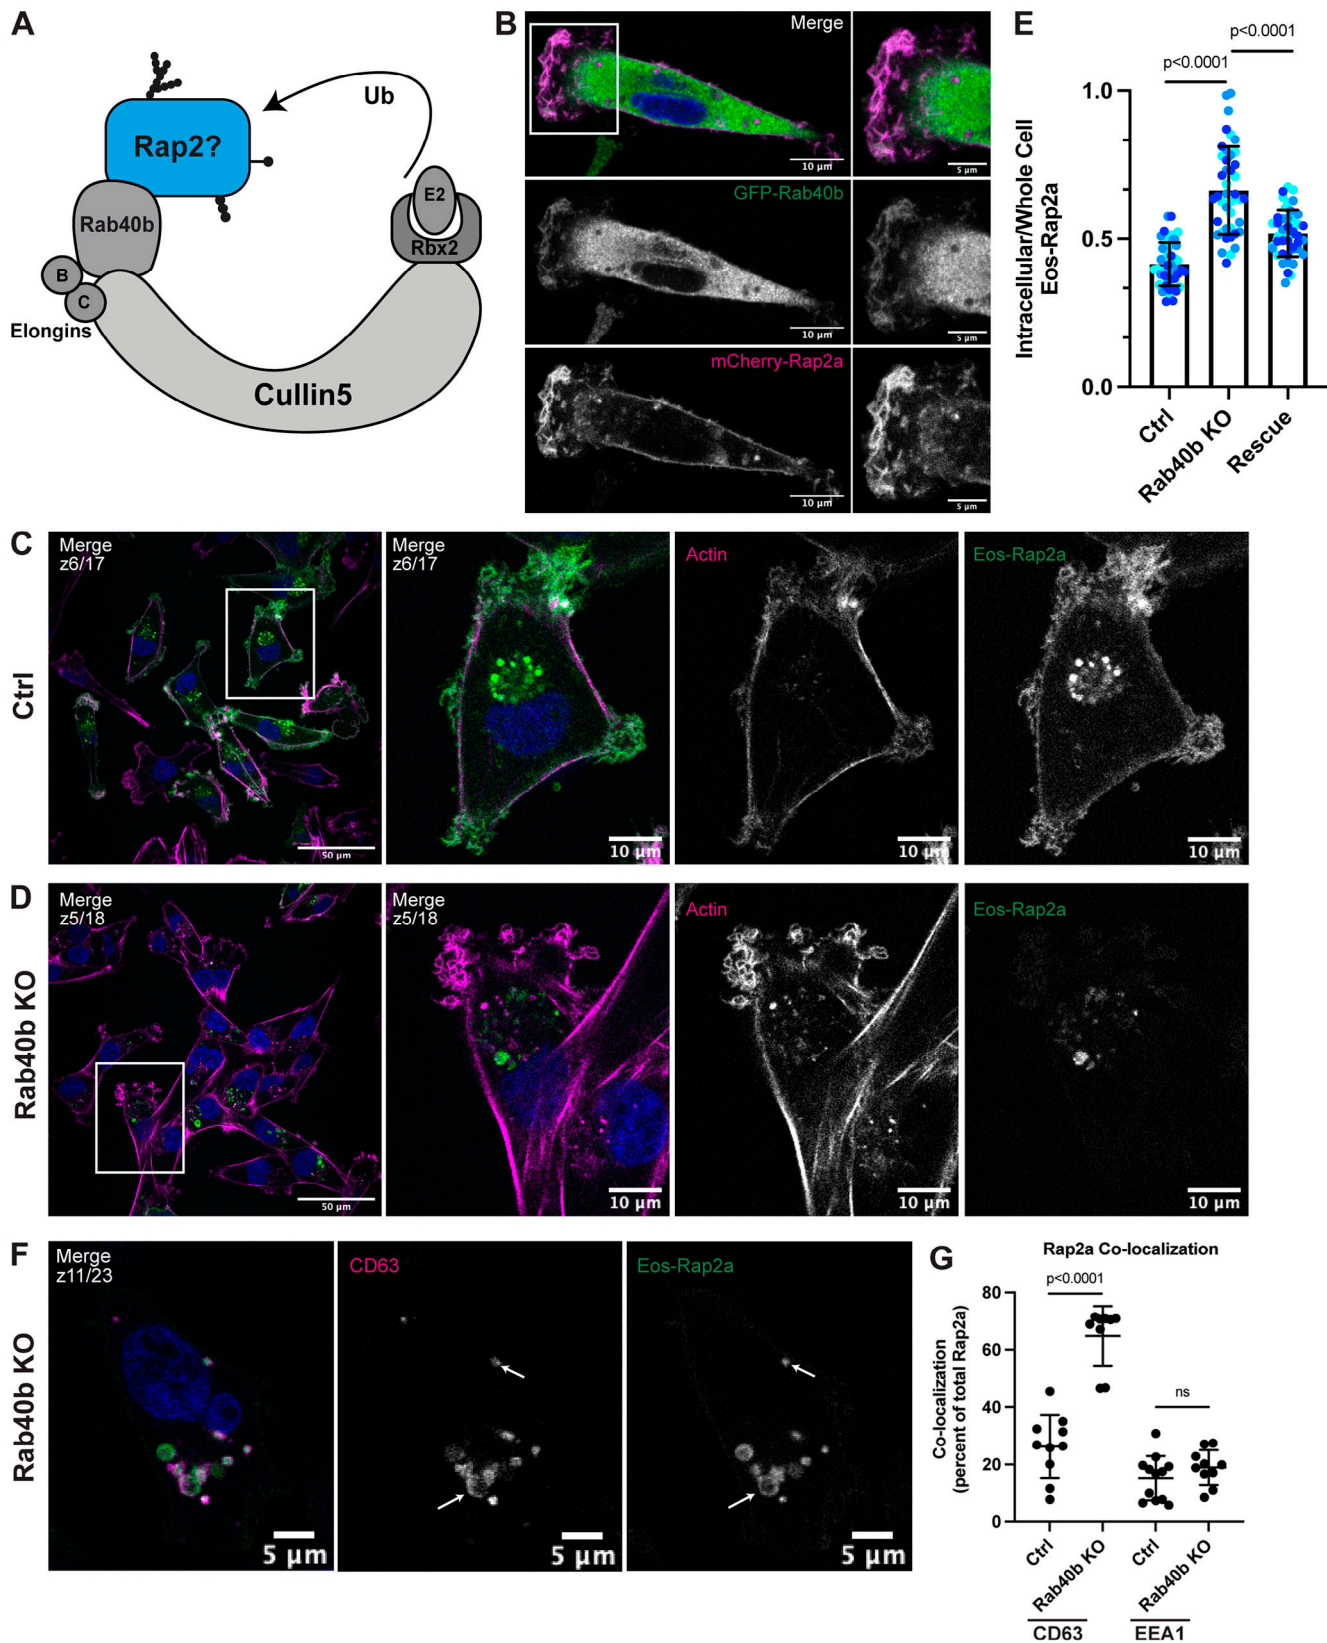 A
Rap2?
Ub
Rab40b
E2
Rbx2
B
C
Elongins
Cullin5
B
Merge
10 µm
5 µm
GFP-Rab40b
10 µm
5 µm
mCherry-Rap2a
10 µm
5 µm
E
p<0.0001
p<0.0001
1.0
0.5
0.0
Intracellular/Whole Cell
Eos-Rap2a
Ctrl
Rab40b KO
Rescue
C
Ctrl
Merge
z6/17
50 µm
Merge
z6/17
10 µm
Actin
10 µm
Eos-Rap2a
10 µm
D
Rab40b KO
Merge
z5/18
50 µm
Merge
z5/18
10 µm
Actin
10 µm
Eos-Rap2a
10 µm
F
Rab40b KO
Merge
z11/23
5 µm
CD63
5 µm
Eos-Rap2a
5 µm
G
Rap2a Co-localization
p<0.0001
ns
80
60
40
20
0
Co-localization
(percent of total Rap2a)
Ctrl
Rab40b KO
Ctrl
Rab40b KO
CD63
EEA1